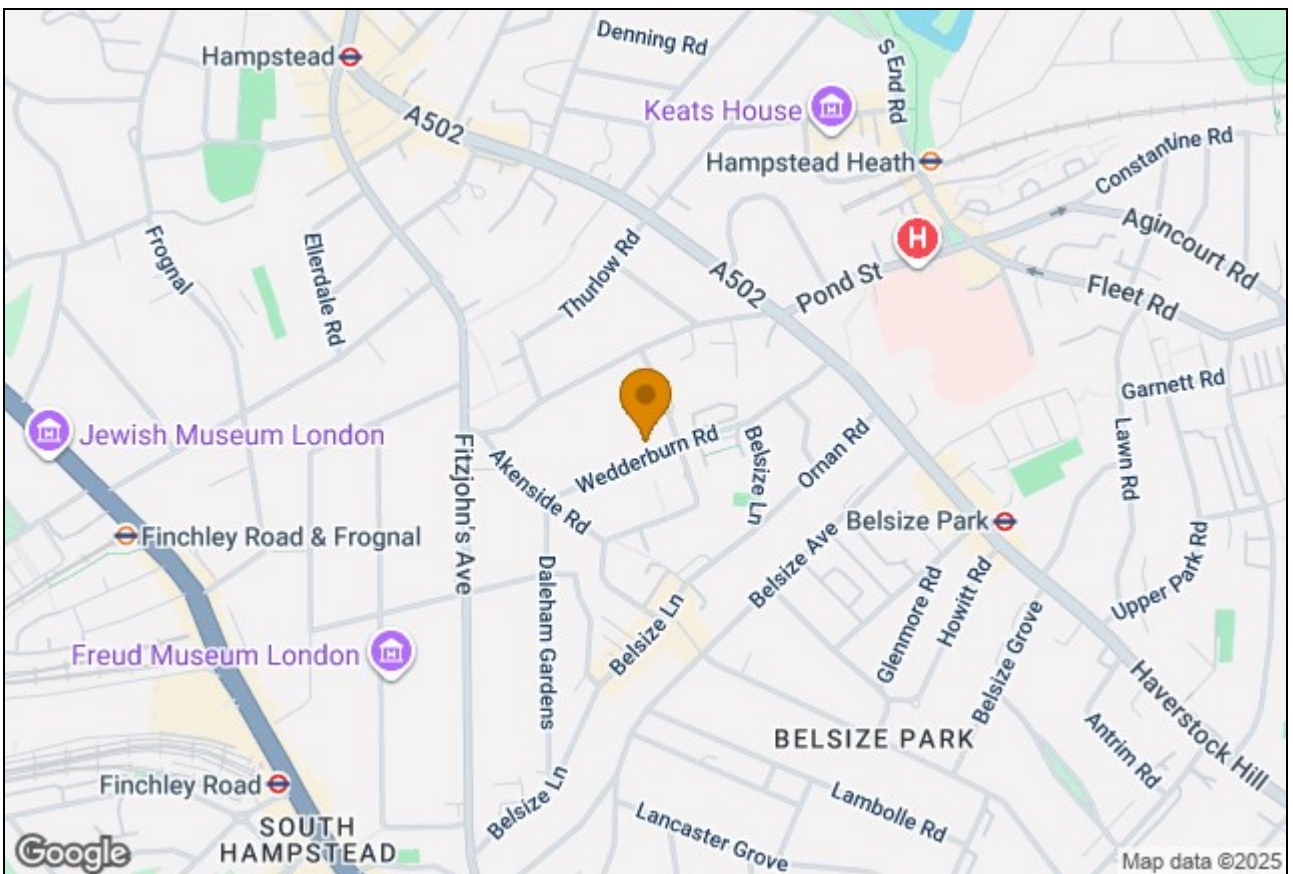 Denning Rd
Hampstead
S End Rd
Keats House
A502
Hampstead Heath
Constantine Rd
Agincourt Rd
H
Frognal
Ellerdale Rd
Thurlow Rd
A502
Pond St
Fleet Rd
Garnett Rd
Jewish Museum London
Fitzjohn's Ave
Akenside Rd
Wedderburn Rd
Belsize Ln
Ornan Rd
Lawn Rd
Finchley Road & Frognal
Belsize Park
Daleham Gardens
Belsize Ave
Glenmore Rd
Howitt Rd
Upper Park Rd
Belsize Ln
Freud Museum London
Belsize Grove
Haverstock Hill
BELSIZE PARK
Antrim Rd
Finchley Road
Belsize Ln
Lambolle Rd
SOUTH
HAMPSTEAD
Lancaster Grove
Google
Map data ©2025